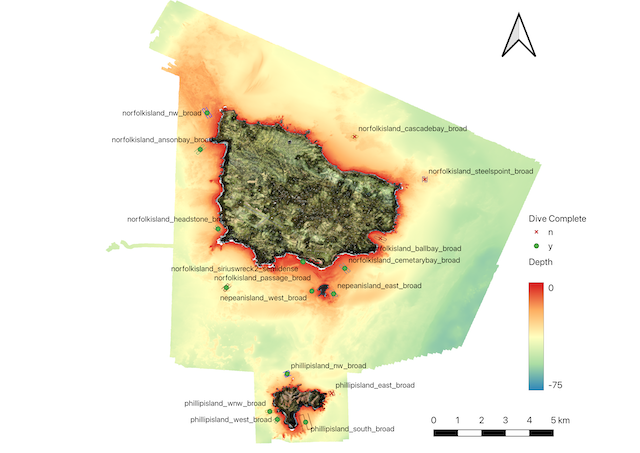 norfolkisland_nw_broad
norfolkisland_cascadebay_broad
norfolkisland_ansonbay_broad
norfolkisland_steelspoint_broad
norfolkisland_headstone_br
Dive Complete
n
y
norfolkisland_ballbay_broad
norfolkisland_cemetarybay_broad
Depth
norfolkisland_siriuswreck2_semidense
norfolkisland_passage_broad
nepeanisland_east_broad
nepeanisland_west_broad
0
-75
phillipisland_nw_broad
phillipisland_east_broad
phillipisland_wnw_broad
phillipisland_west_broad
phillipisland_south_broad
0 1 2 3 4 5 km